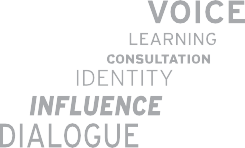 VOICE
LEARNING
CONSULTATION
IDENTITY
INFLUENCE
DIALOGUE